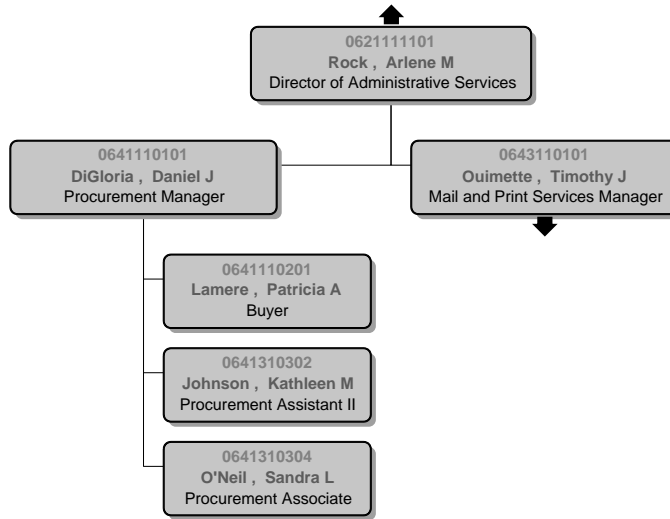 0621111101
Rock , Arlene M
Director of Administrative Services
0641110101
DiGloria , Daniel J
Procurement Manager
0643110101
Ouimette , Timothy J
Mail and Print Services Manager
0641110201
Lamere , Patricia A
Buyer
0641310302
Johnson , Kathleen M
Procurement Assistant II
0641310304
O'Neil , Sandra L
Procurement Associate